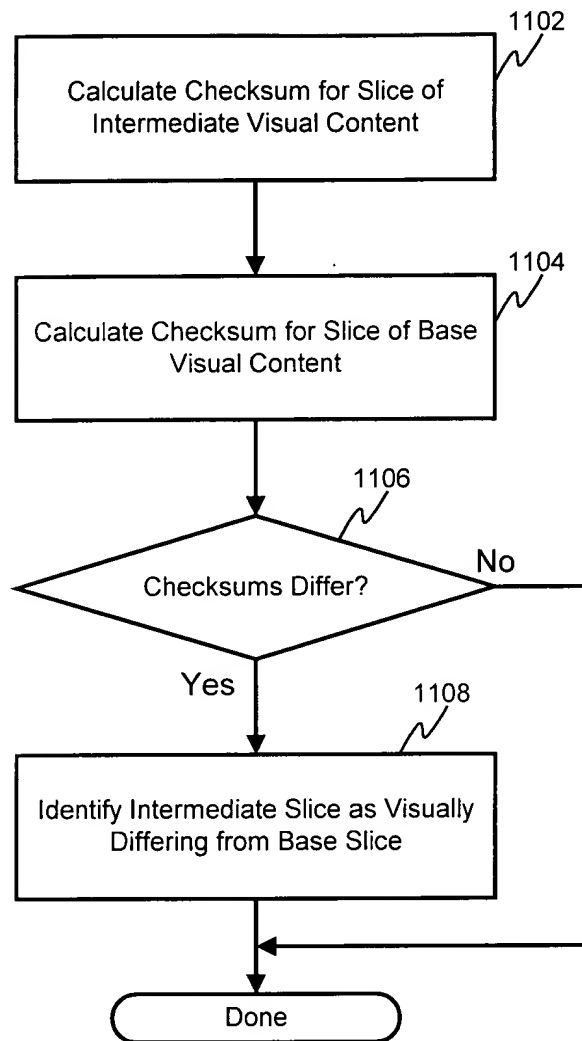 1102
Calculate Checksum for Slice of
Intermediate Visual Content
1104
Calculate Checksum for Slice of Base
Visual Content
1106
Checksums Differ?
No
Yes
1108
Identify Intermediate Slice as Visually
Differing from Base Slice
Done